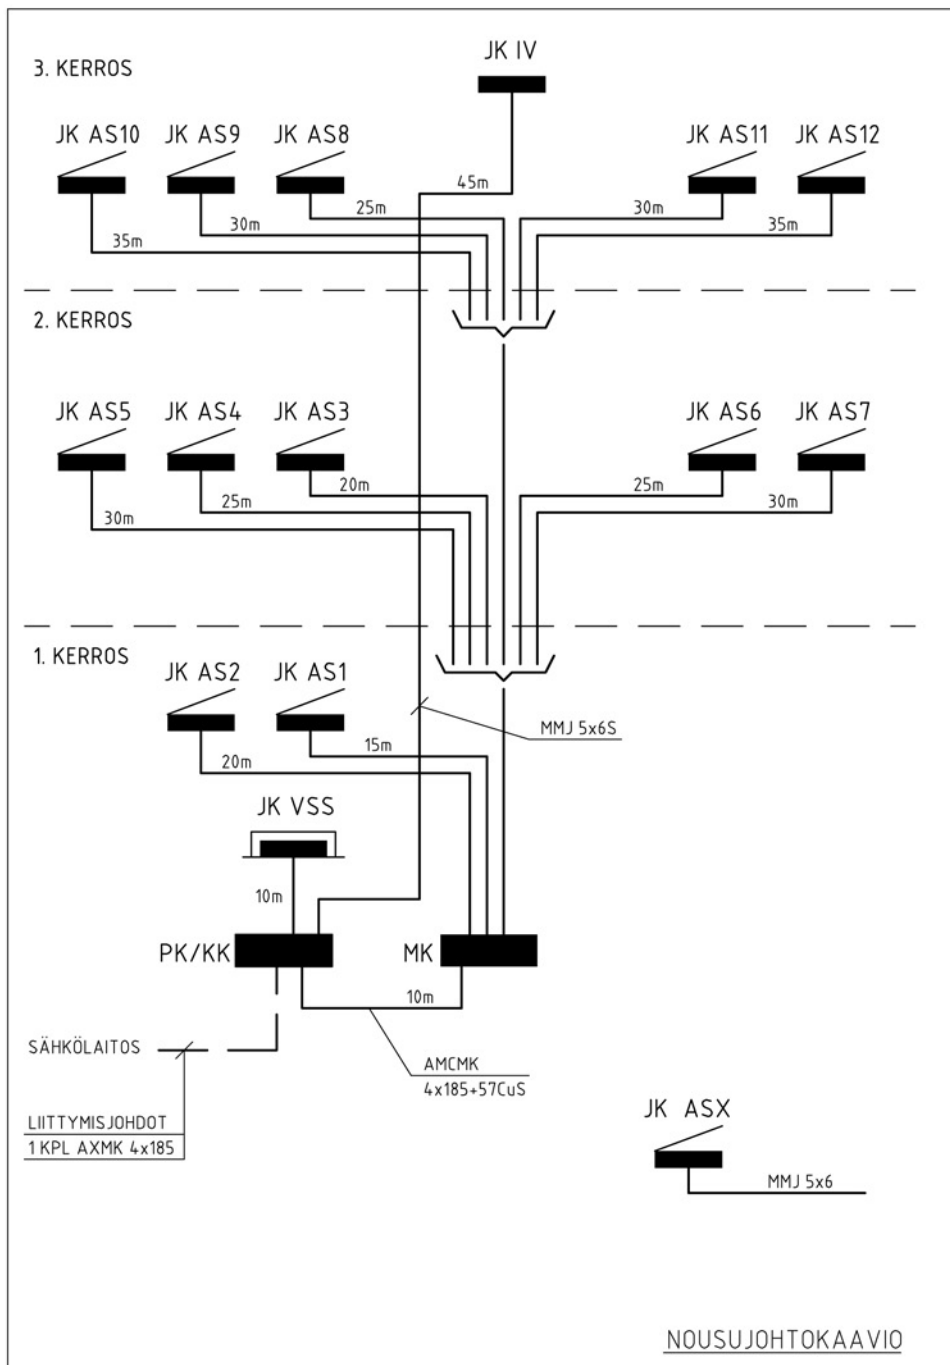 3. KERROS
JK IV
JK AS10
JK AS9
JK AS8
JK AS11
JK AS12
45m
25m
30m
35m
30m
35m
2. KERROS
JK AS5
JK AS4
JK AS3
JK AS6
JK AS7
20m
25m
30m
25m
30m
1. KERROS
JK AS2
JK AS1
MMJ 5x6S
15m
20m
JK VSS
10m
PK/KK
MK
10m
SÄHKÖLAITOS
AMCMK
4x185+57CuS
LIITTYMISJOHDOT
1 KPL AXMK 4x185
JK ASX
MMJ 5x6
NOUSUJOHTOKAAVIO